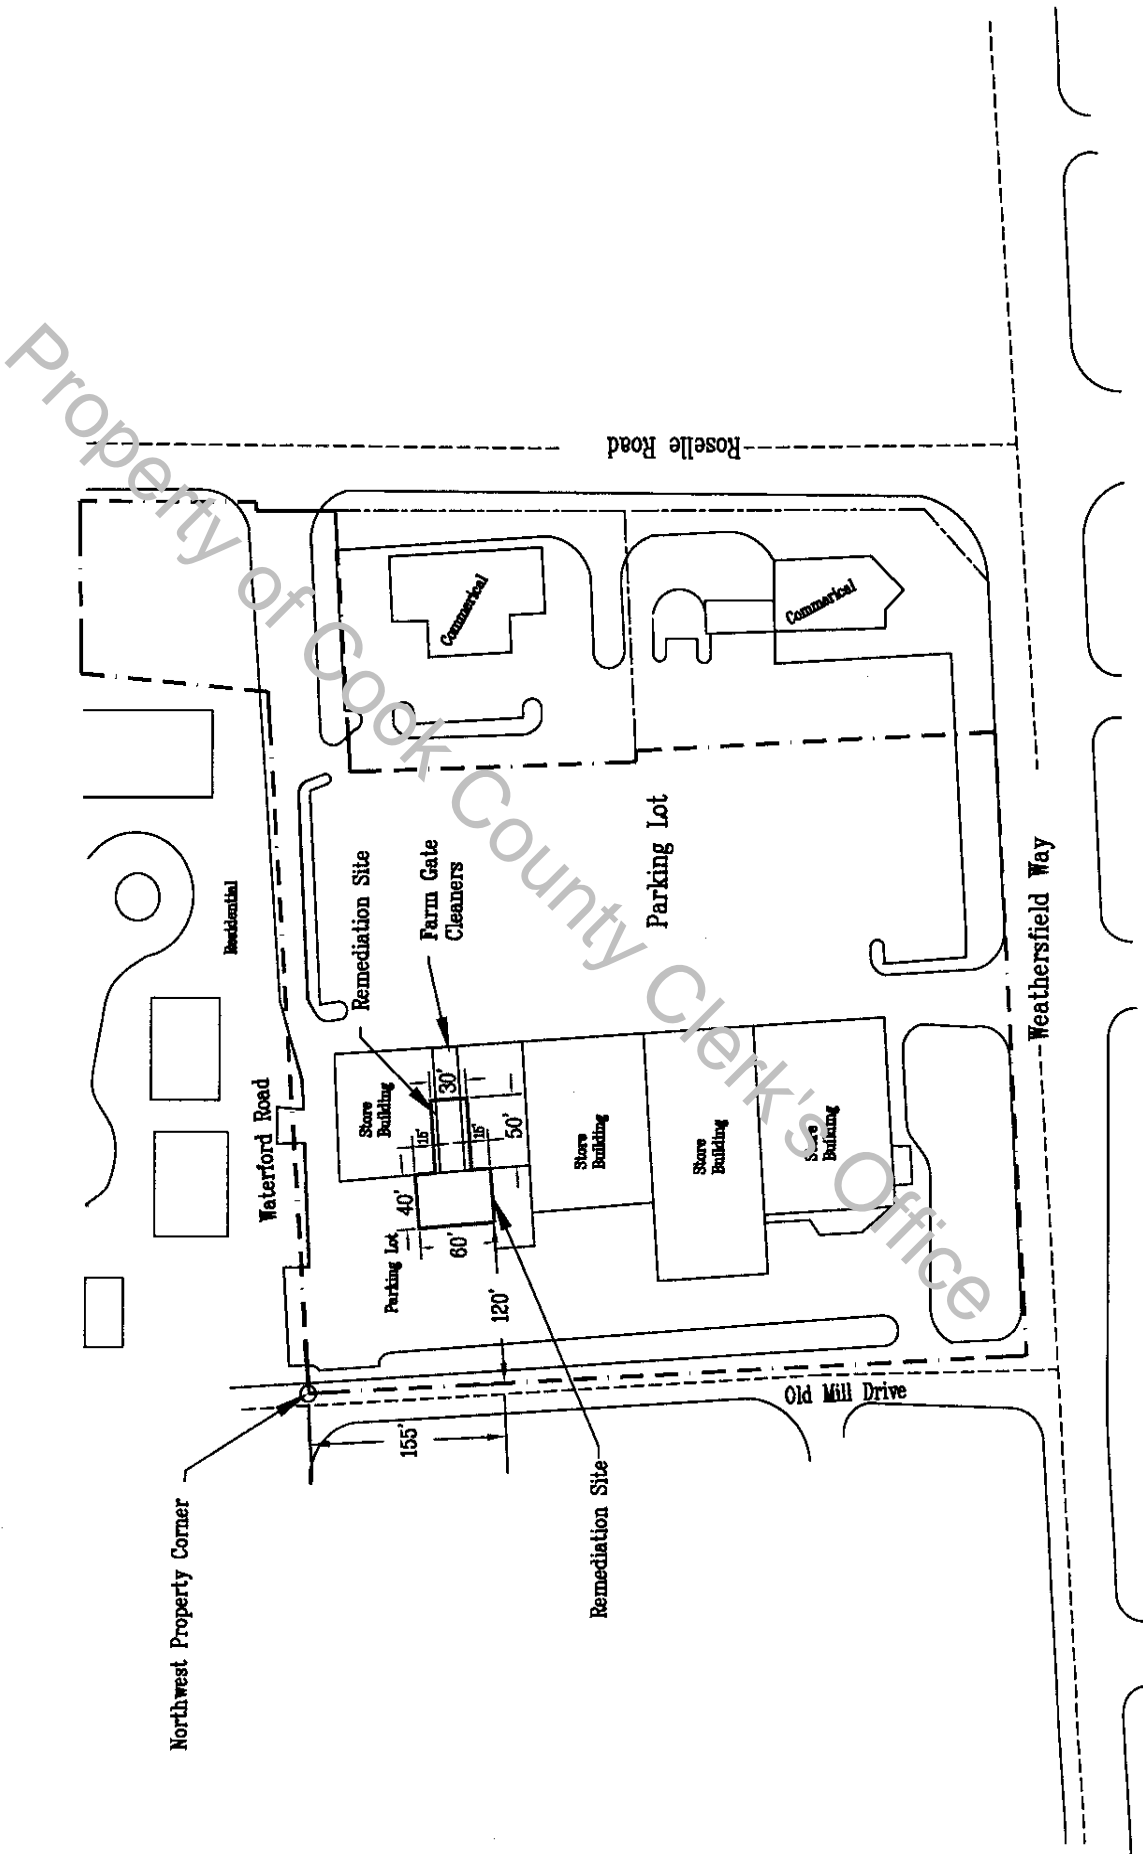 Property of Cook County Clerk's Office
Roselle Road
Commerical
Commerical
Parking Lot
Weathersfield Way
Residential
Remediation Site
Farm Gate
Cleaners
Waterford Road
Store
Building
30'
15'
15'
50'
40'
60'
120'
Parking Lot
Store
Building
Store
Building
Store
Building
Old Mill Drive
155'
Northwest Property Corner
Remediation Site